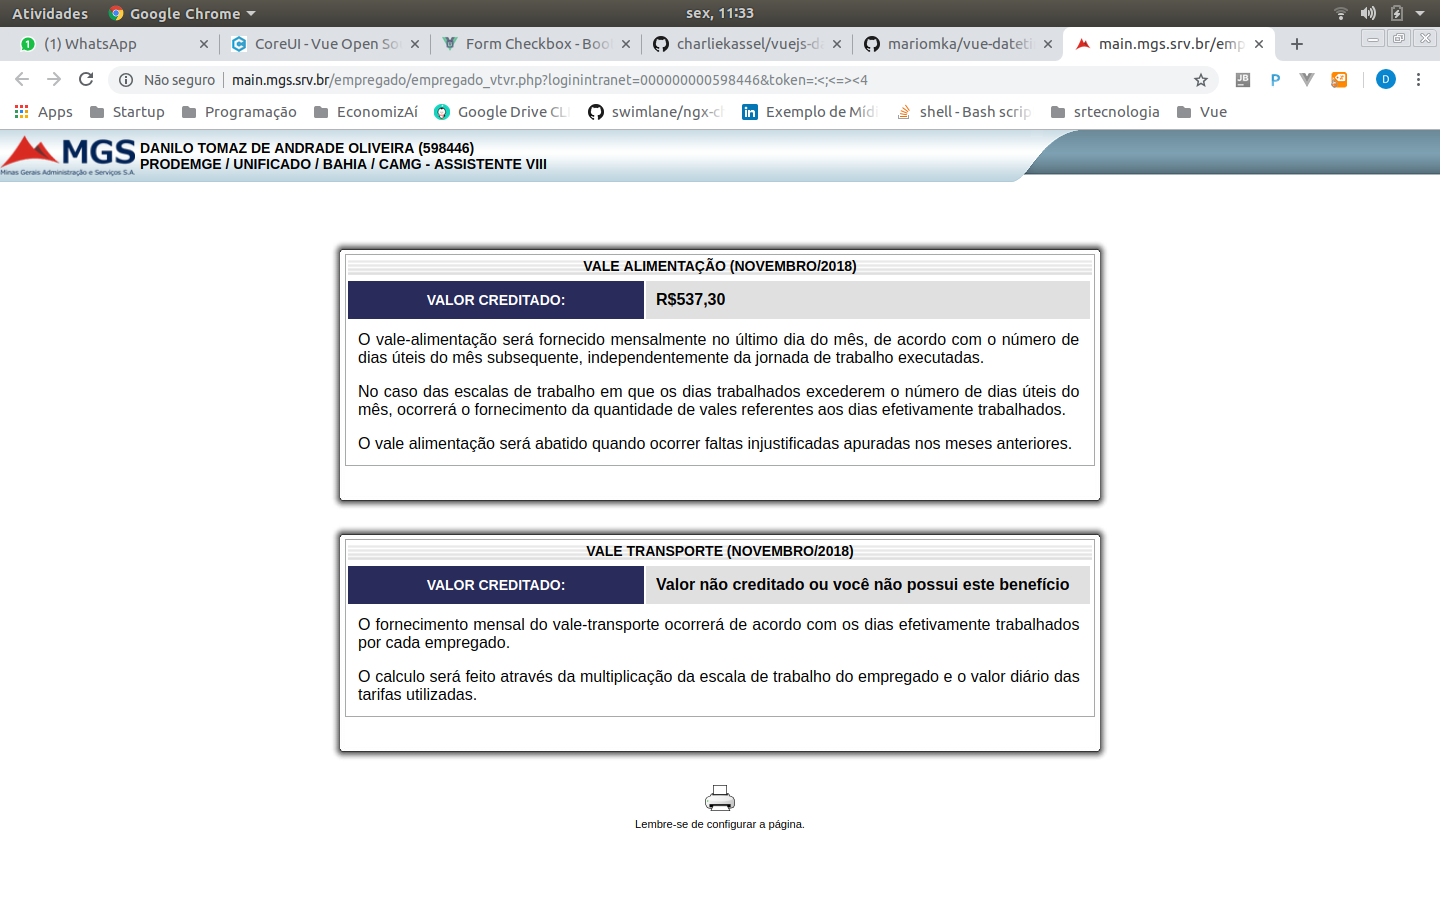 Atividades
Google Chrome
sex, 11:33
(1) WhatsApp
CoreUI - Vue Open So
Form Checkbox - Boo
charliekassel/vuejs-d
mariomka/vue-dateti
main.mgs.srv.br/emp
Não seguro
main.mgs.srv.br/empregado/empregado_vtvr.php?loginintranet=000000000598446&token=:<;<=><4
JB
P
D
Apps
Startup
Programação
EconomizAí
Google Drive CL
swimlane/ngx-c
Exemplo de Míd
shell - Bash scrip
srtecnologia
Vue
MGS
Minas Gerais Administração e Serviços S.A.
DANILO TOMAZ DE ANDRADE OLIVEIRA (598446)
PRODEMGE / UNIFICADO / BAHIA / CAMG - ASSISTENTE VIII
VALE ALIMENTAÇÃO (NOVEMBRO/2018)
VALOR CREDITADO:
R$537,30
O vale-alimentação será fornecido mensalmente no último dia do mês, de acordo com o número de
dias úteis do mês subsequente, independentemente da jornada de trabalho executadas.
No caso das escalas de trabalho em que os dias trabalhados excederem o número de dias úteis do
mês, ocorrerá o fornecimento da quantidade de vales referentes aos dias efetivamente trabalhados.
O vale alimentação será abatido quando ocorrer faltas injustificadas apuradas nos meses anteriores.
VALE TRANSPORTE (NOVEMBRO/2018)
VALOR CREDITADO:
Valor não creditado ou você não possui este benefício
O fornecimento mensal do vale-transporte ocorrerá de acordo com os dias efetivamente trabalhados
por cada empregado.
O calculo será feito através da multiplicação da escala de trabalho do empregado e o valor diário das
tarifas utilizadas.
Lembre-se de configurar a página.